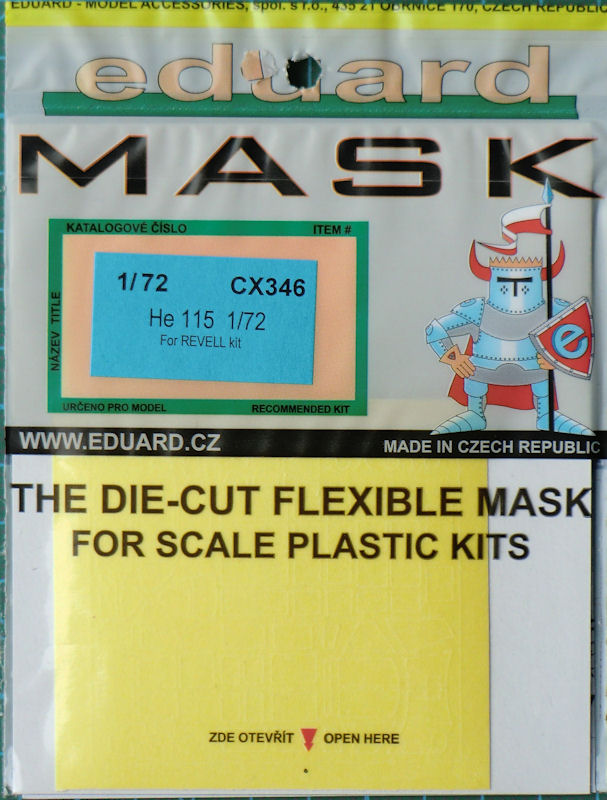 EDUARD - MODEL ACCESSORIES, spol. s r.o., 435 21 OBRNICE 170, CZECH REPUBLIC
eduard
MASK
KATALOGOVÉ ČÍSLO ITEM #
NÁZEV TITLE
1/72 CX346
He 115 1/72
For REVELL kit
URČENO PRO MODEL RECOMMENDED KIT
e
WWW.EDUARD.CZ MADE IN CZECH REPUBLIC
THE DIE-CUT FLEXIBLE MASK
FOR SCALE PLASTIC KITS
ZDE OTEVŘÍT OPEN HERE